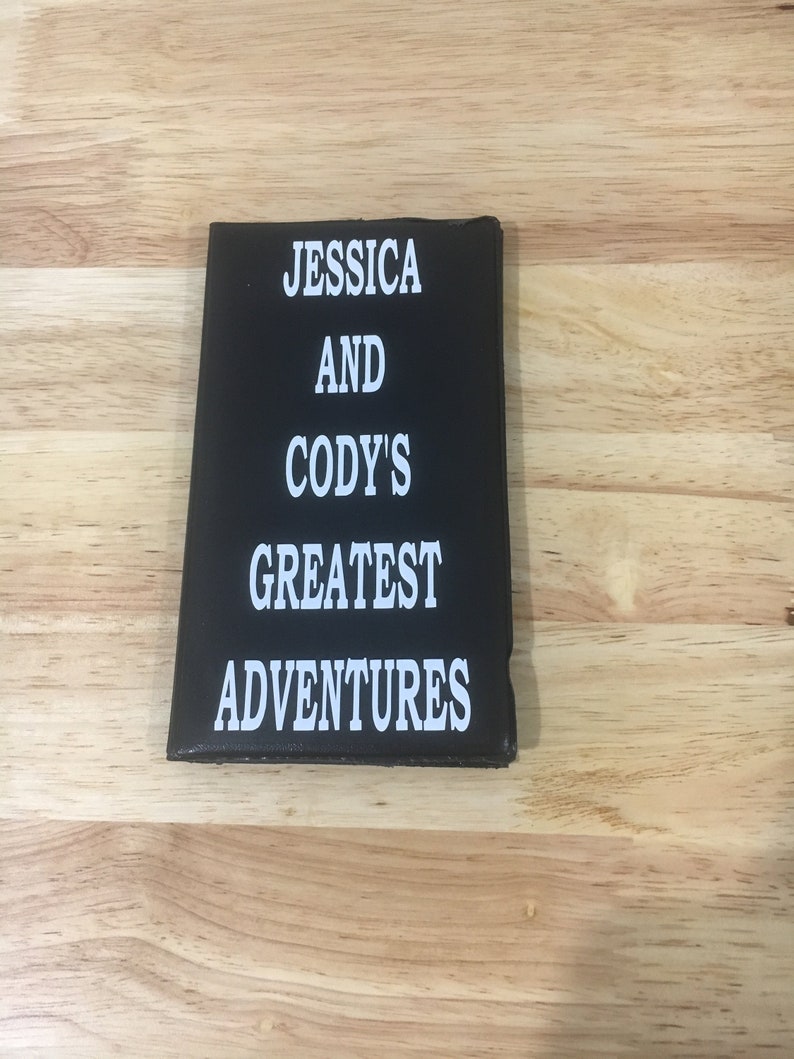 JESSICA
AND
CODY'S
GREATEST
ADVENTURES